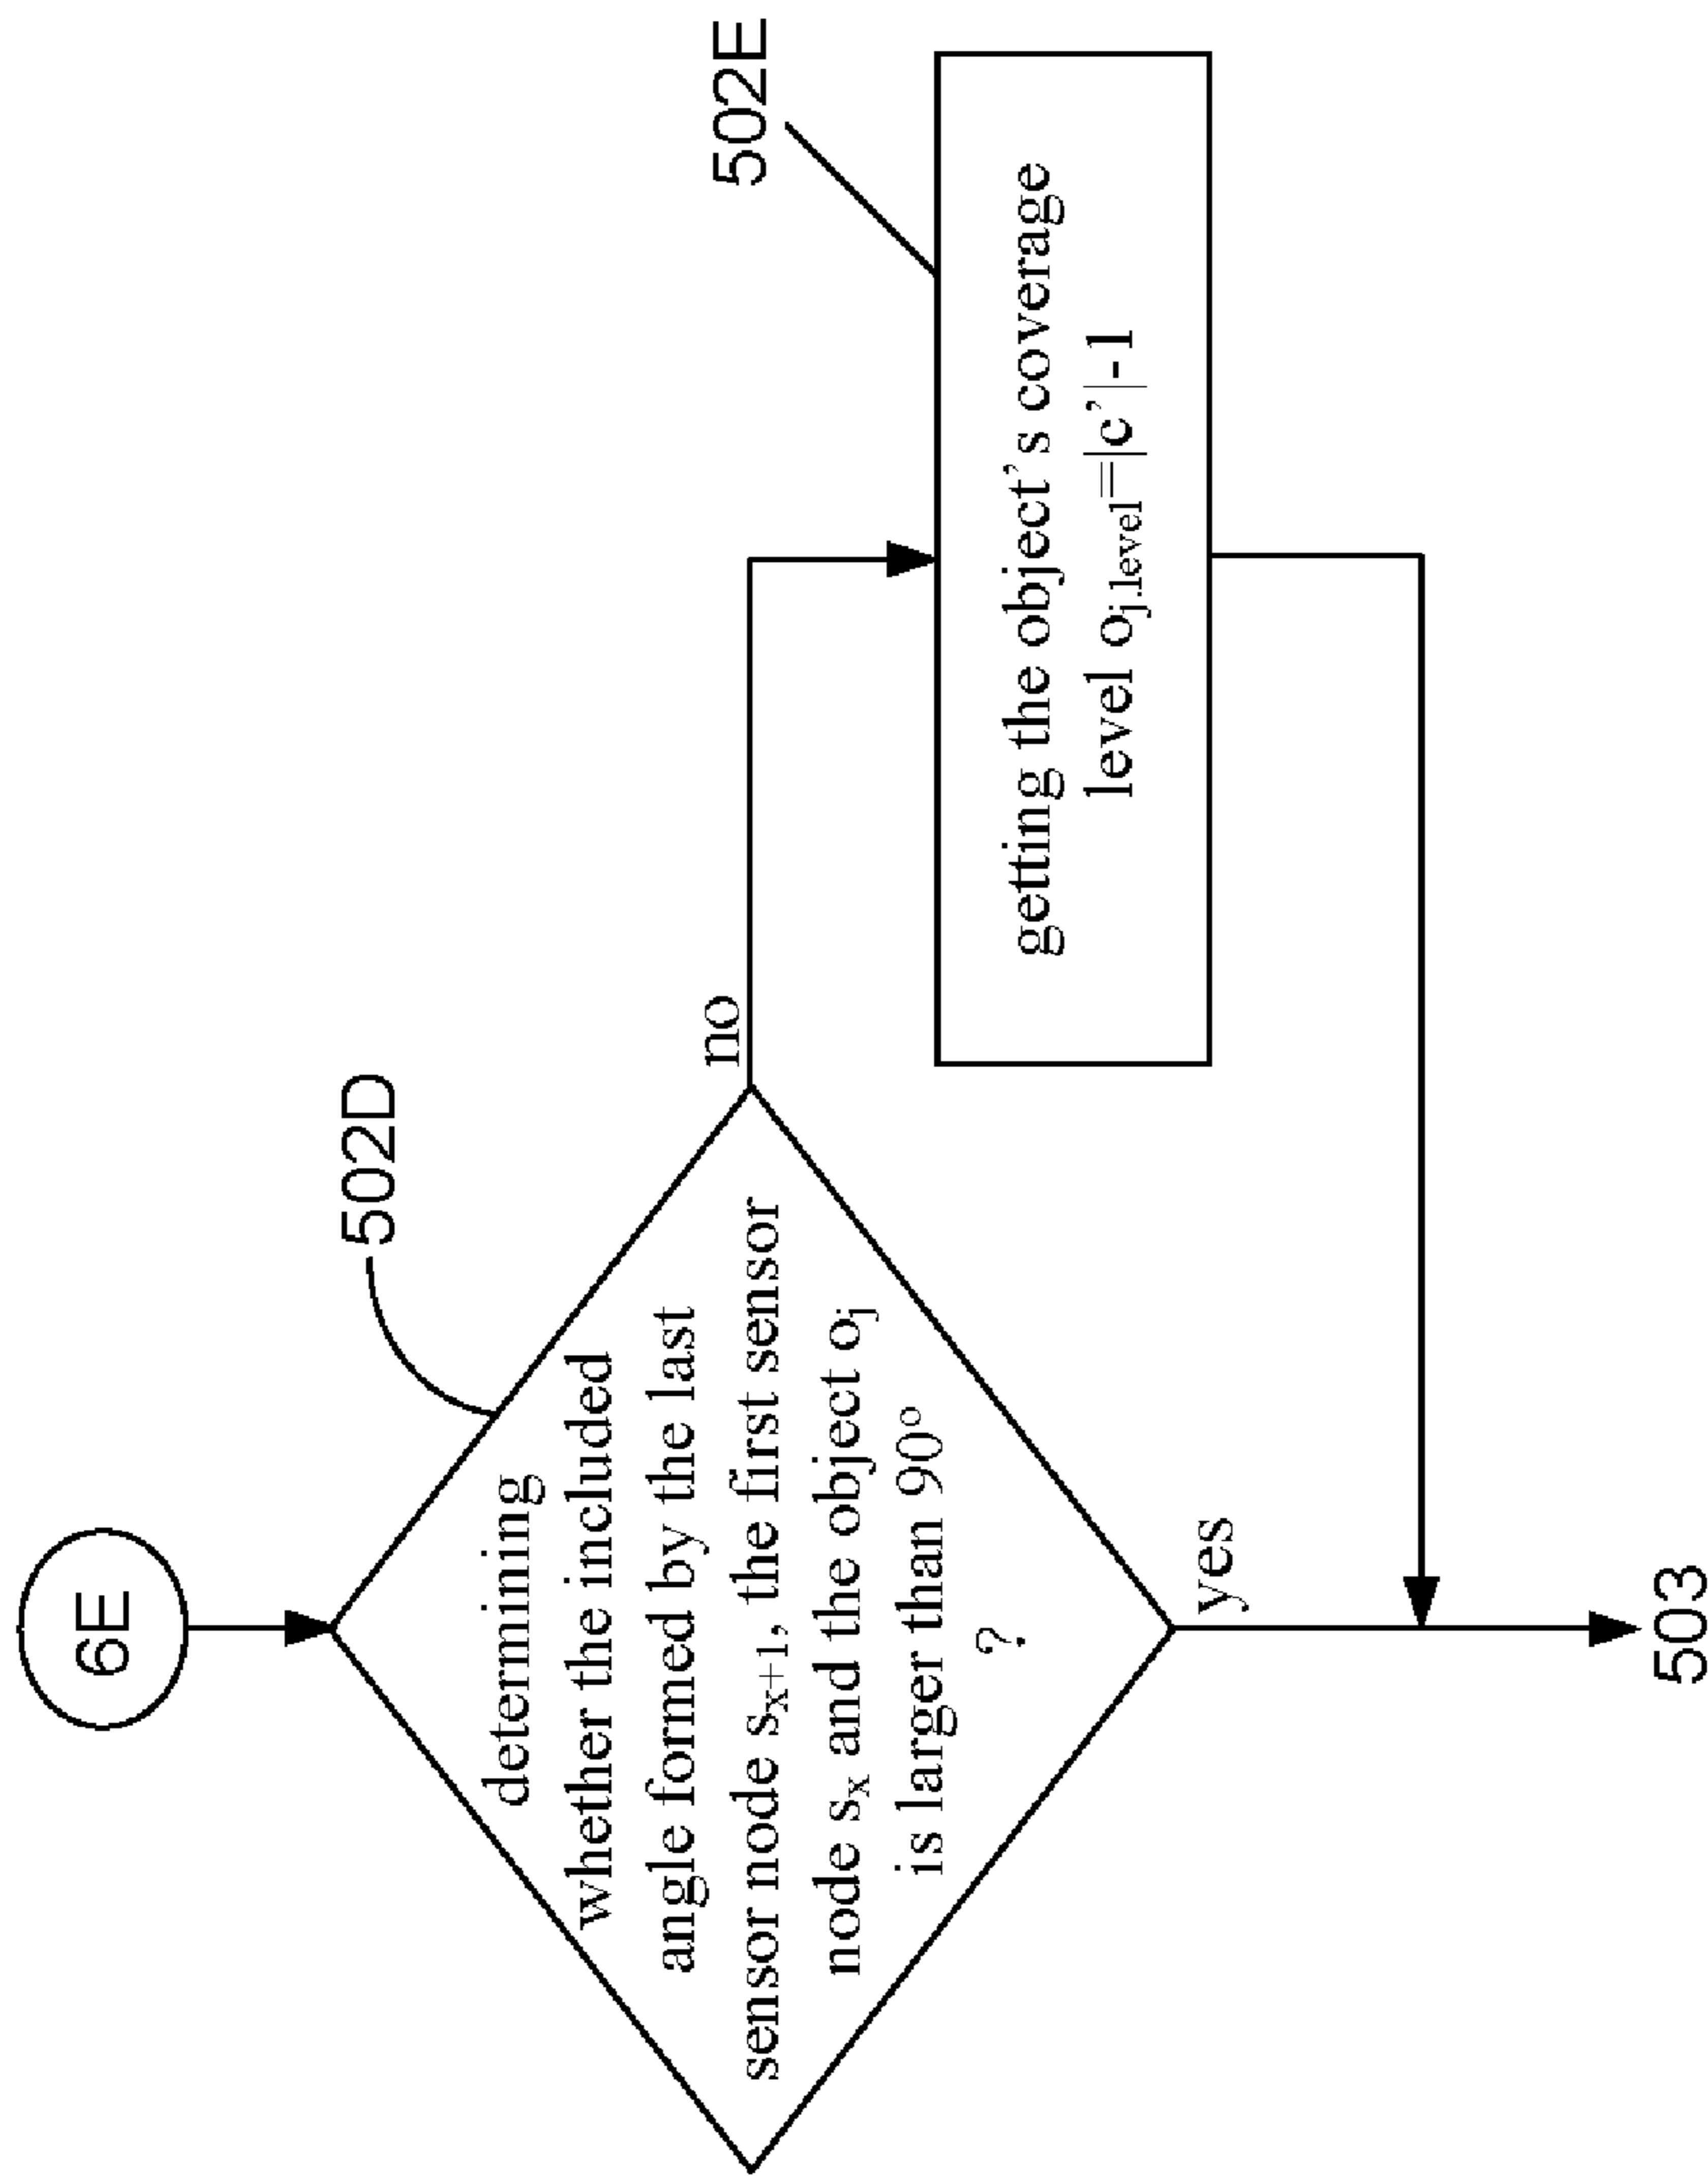 6E
502D
determining
whether the included
angle formed by the last
sensor node sx+1, the first sensor
node sx and the object oj
is larger than 90°
?
no
yes
502E
getting the object's coverage
level oj.level=|c'|-1
503